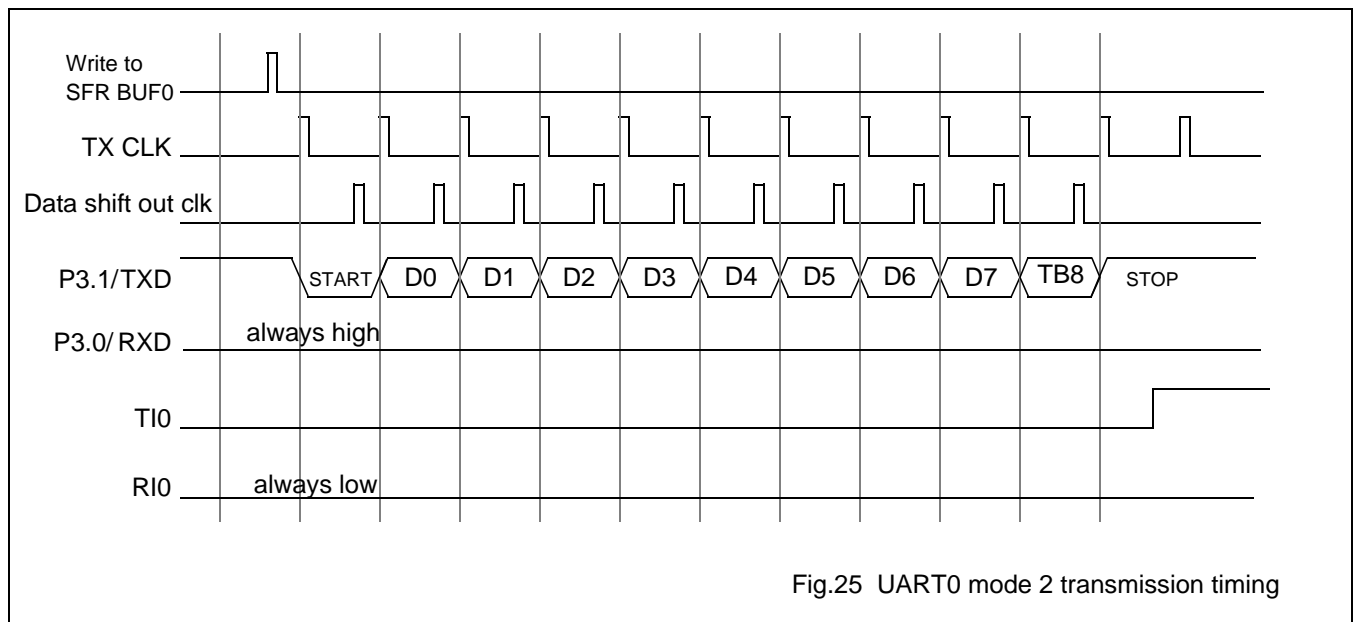 Write to
SFR BUF0
TX CLK
Data shift out clk
P3.1/TXD
START D0 D1 D2 D3 D4 D5 D6 D7 TB8 STOP
P3.0/ RXD
always high
TI0
RI0
always low
Fig.25 UART0 mode 2 transmission timing